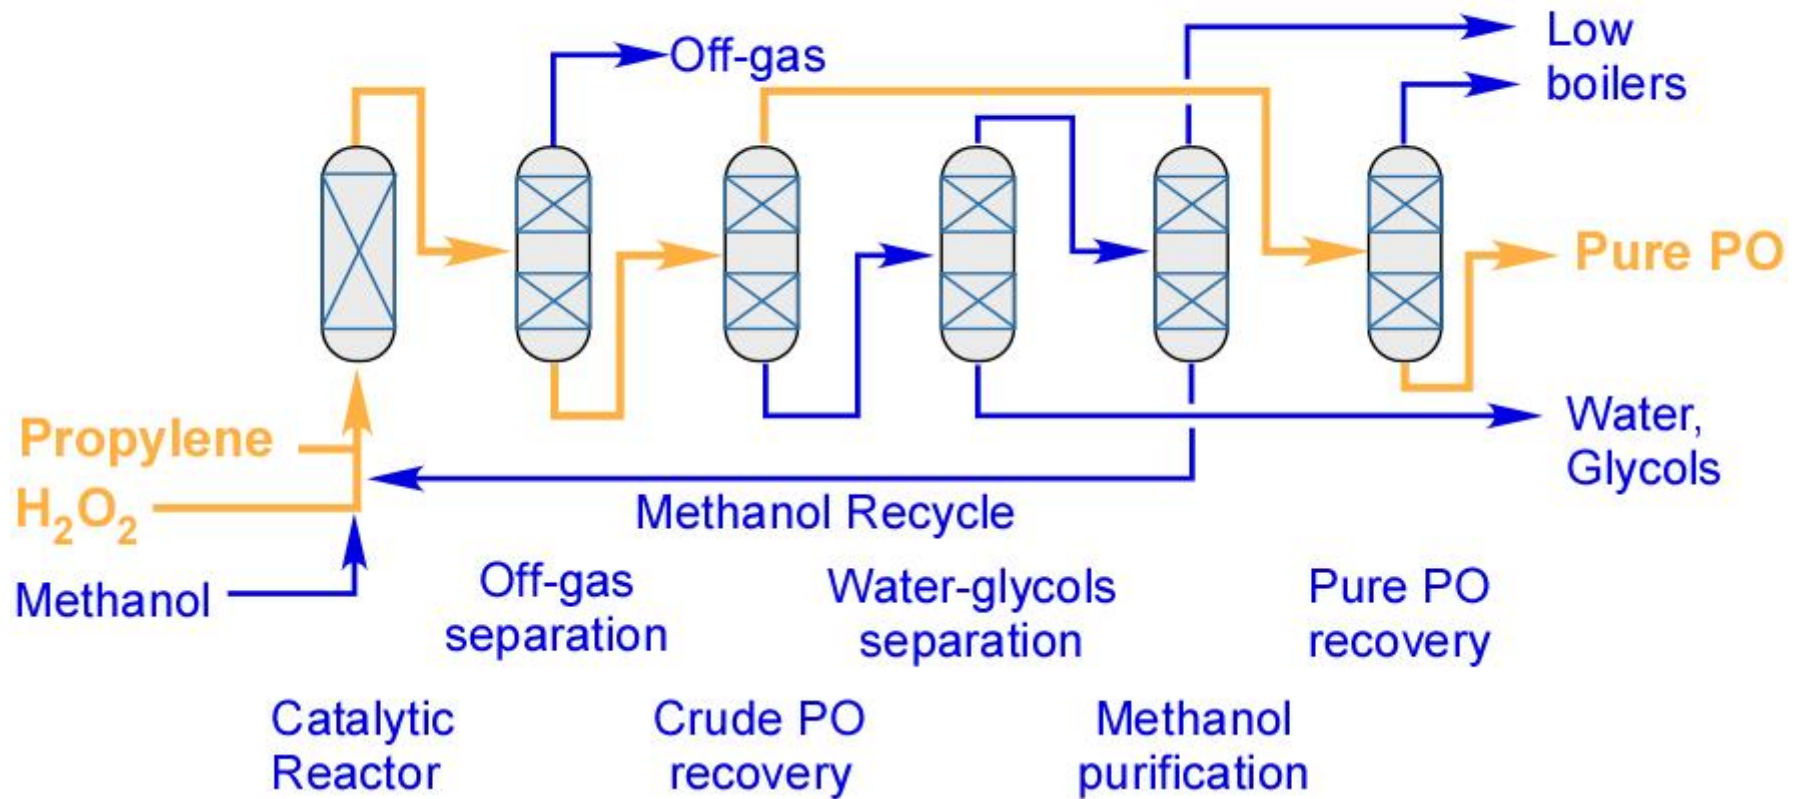 Off-gas
Low
boilers
Pure PO
Propylene
H₂O₂
Methanol
Methanol Recycle
Water,
Glycols
Off-gas
separation
Water-glycols
separation
Pure PO
recovery
Catalytic
Reactor
Crude PO
recovery
Methanol
purification